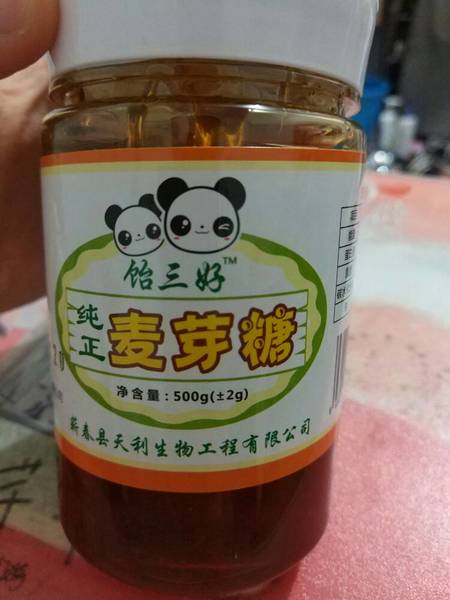 饴三好™
纯正
麦芽糖
净含量：500g(±2g)
蕲春县天利生物工程有限公司